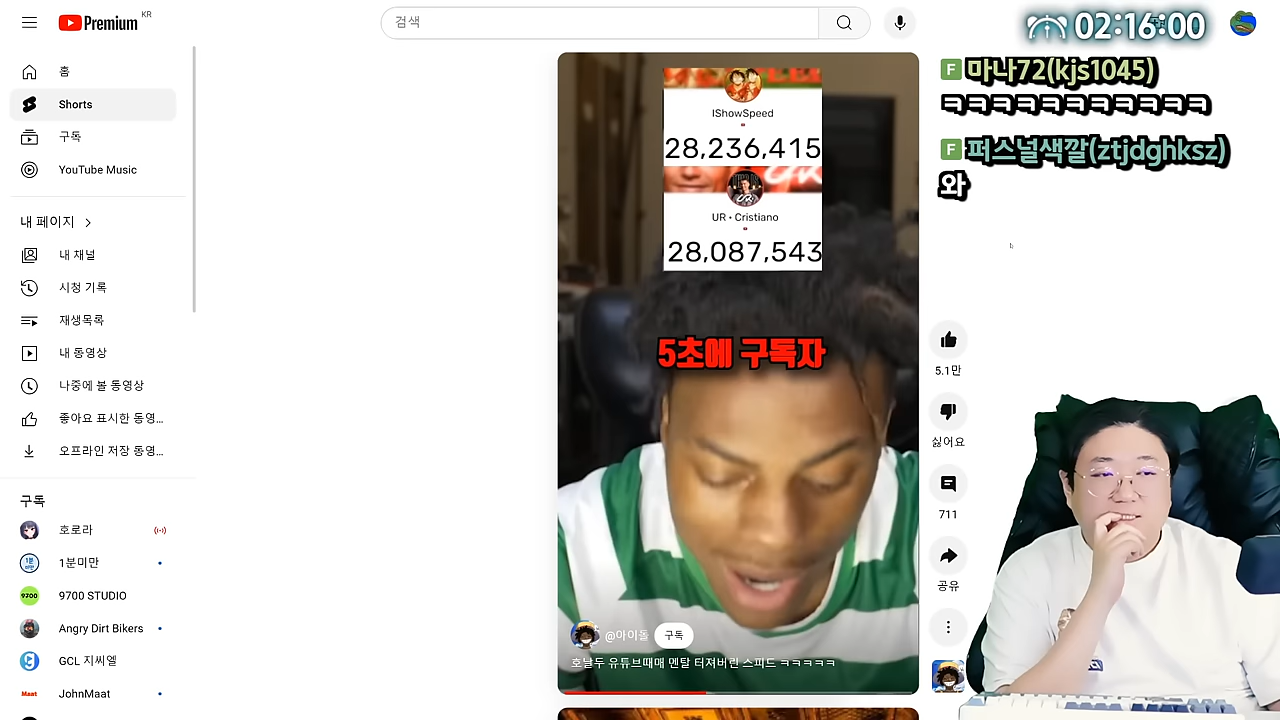 Premium KR
검색
02:16:00
홈
Shorts
구독
YouTube Music
내 페이지
내 채널
시청 기록
재생목록
내 동영상
나중에 볼 동영상
좋아요 표시한 동영...
오프라인 저장 동영...
구독
호로라
1분미만
9700 STUDIO
Angry Dirt Bikers
GCL 지씨엘
JohnMaat
IShowSpeed
28,236,415
UR • Cristiano
28,087,543
5초에 구독자
@아이돌
구독
호날두 유튜브때매 멘탈 터져버린 스피드 ㅋㅋㅋㅋㅋ
5.1만
싫어요
711
공유
F 마나72(kjs1045)
ㅋㅋㅋㅋㅋㅋㅋㅋㅋㅋㅋ
F 퍼스널색깔(ztjdghksz)
와